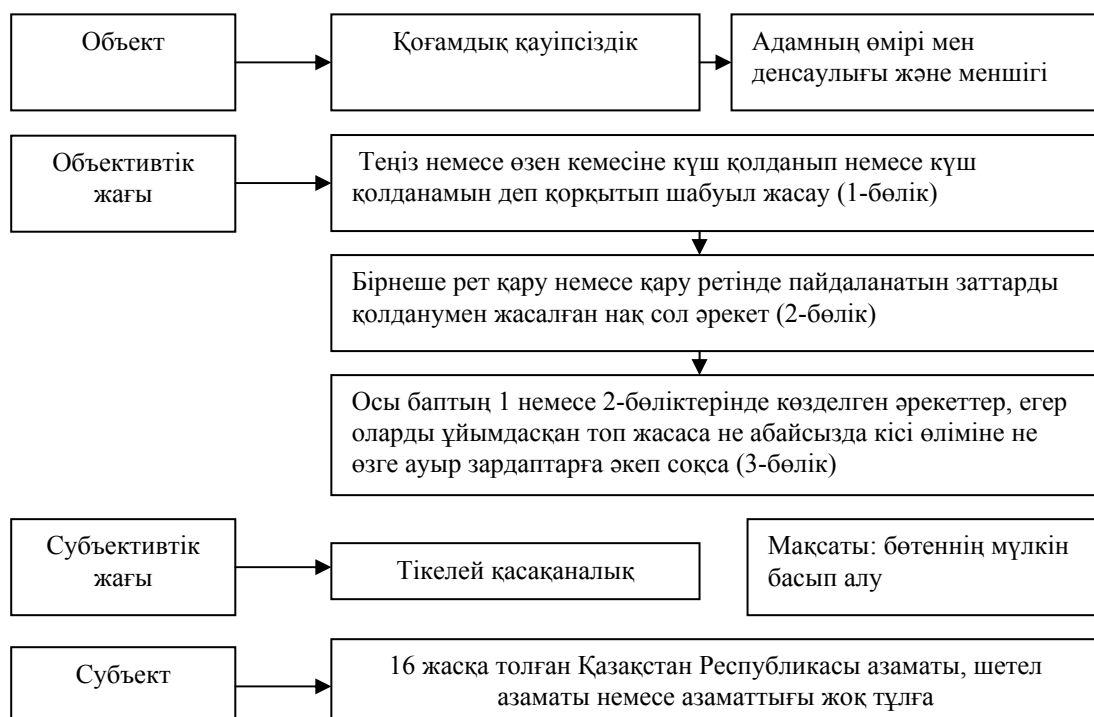 Объект
Қоғамдық қауіпсіздік
Адамның өмірі мен
денсаулығы және меншігі
Объективтік
жағы
Теңіз немесе өзен кемесіне күш қолданып немесе күш
қолданамын деп қорқытып шабуыл жасау (1-бөлік)
Бірнеше рет қару немесе қару ретінде пайдаланатын заттарды
қолданумен жасалған нақ сол әрекет (2-бөлік)
Осы баптың 1 немесе 2-бөліктерінде көзделген әрекеттер, егер
оларды ұйымдасқан топ жасаса не абайсызда кісі өліміне не
өзге ауыр зардаптарға әкеп соқса (3-бөлік)
Субъективтік
жағы
Тікелей қасақаналық
Мақсаты: бөтеннің мүлкін
басып алу
Субъект
16 жасқа толған Қазақстан Республикасы азаматы, шетел
азаматы немесе азаматтығы жоқ тұлға